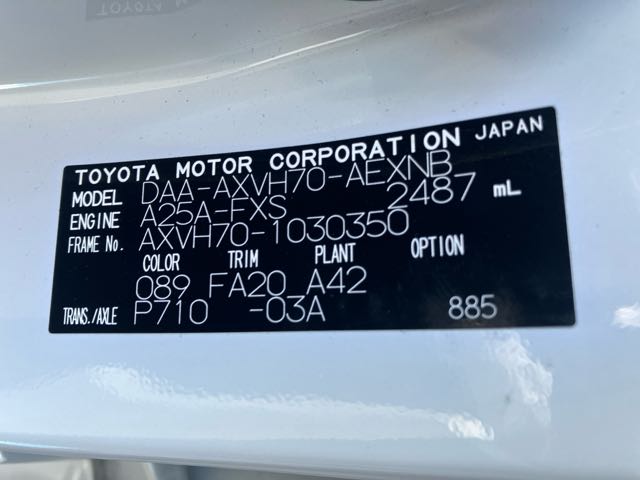 TOYOTA MOTOR CORPORATION JAPAN
MODEL DAA-AXVH70-AEXNB
ENGINE A25A-FXS 2487 mL
FRAME No. AXVH70-1030350
COLOR TRIM PLANT OPTION
089 FA20 A42
TRANS./AXLE P710 -03A 885